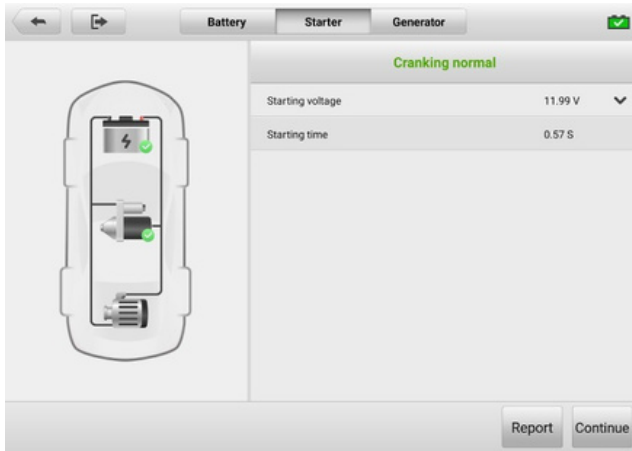 Battery Starter Generator
Cranking normal
Starting voltage 11.99 V
Starting time 0.57 S
Report Continue